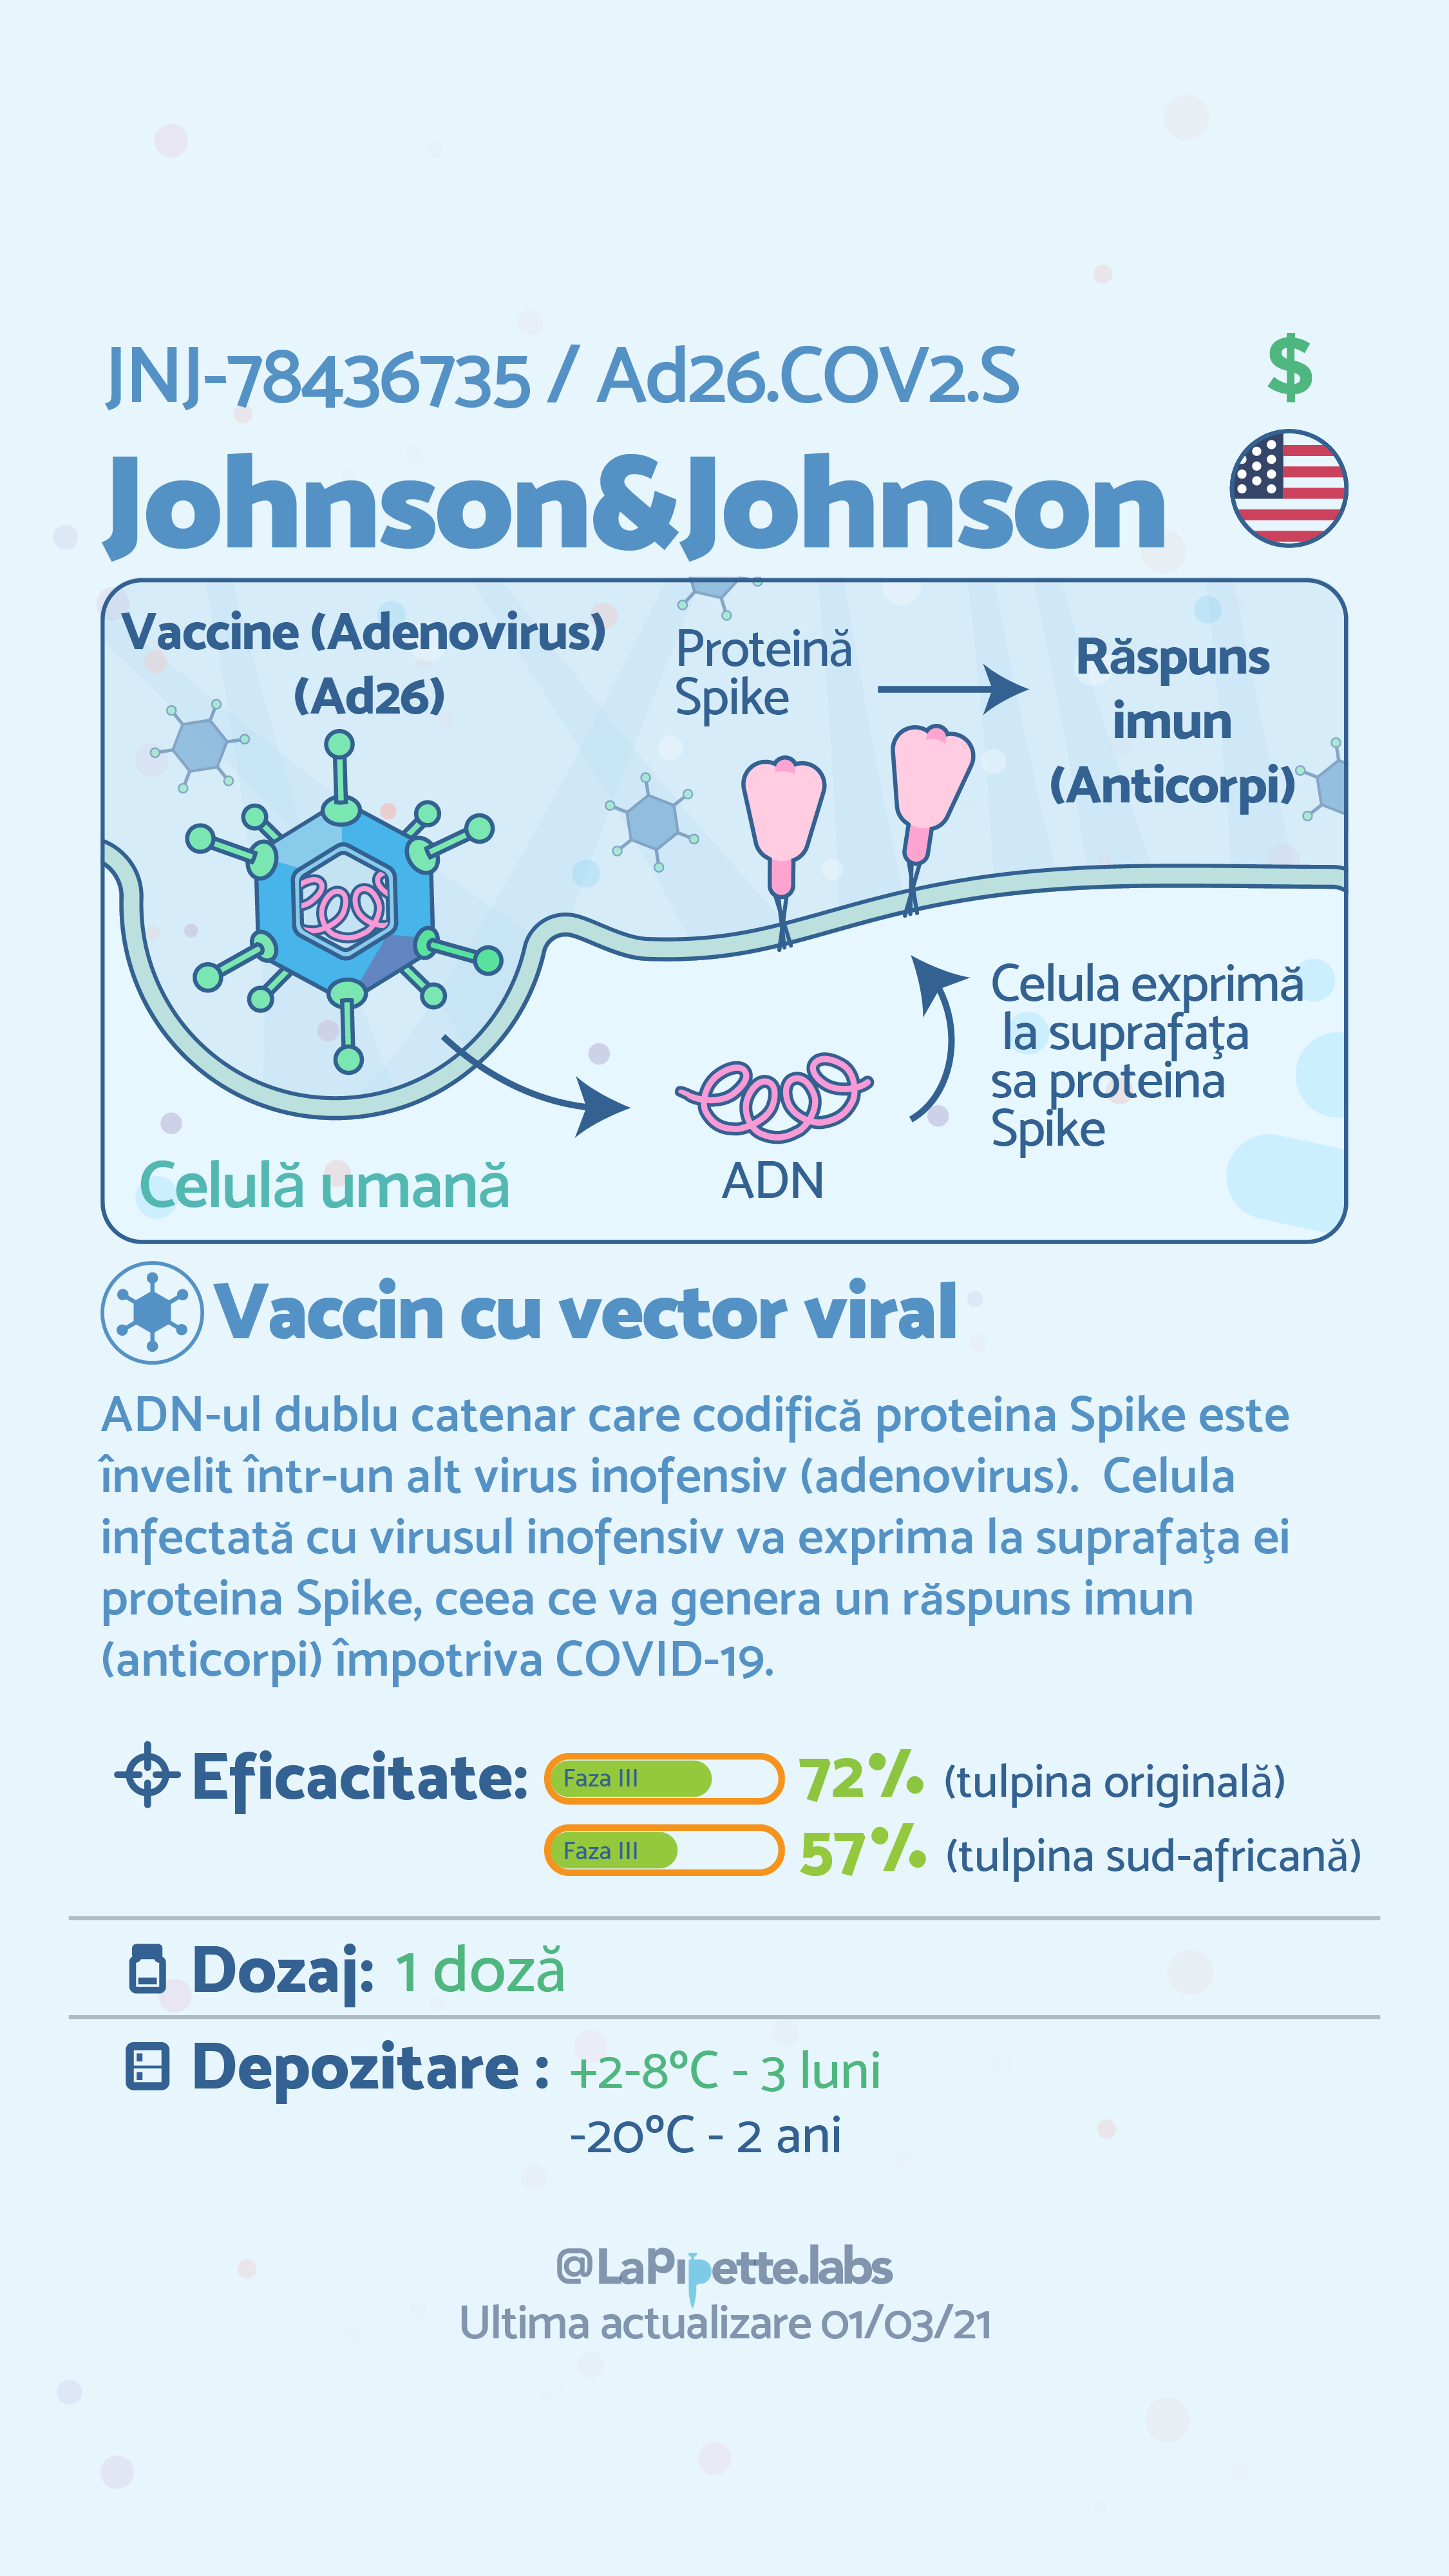 JNJ-78436735 / Ad26.COV2.S
$
Johnson&Johnson
Vaccine (Adenovirus)
(Ad26)
Proteină
Spike
Răspuns
imun
(Anticorpi)
Celula exprimă
la suprafaţa
sa proteina
Spike
ADN
Celulă umană
Vaccin cu vector viral
ADN-ul dublu catenar care codifică proteina Spike este
învelit într-un alt virus inofensiv (adenovirus). Celula
infectată cu virusul inofensiv va exprima la suprafaţa ei
proteina Spike, ceea ce va genera un răspuns imun
(anticorpi) împotriva COVID-19.
Eficacitate: Faza III 72% (tulpina originală)
Faza III 57% (tulpina sud-africană)
Dozaj: 1 doză
Depozitare : +2-8ºC - 3 luni
-20ºC - 2 ani
@LaPipette.labs
Ultima actualizare 01/03/21